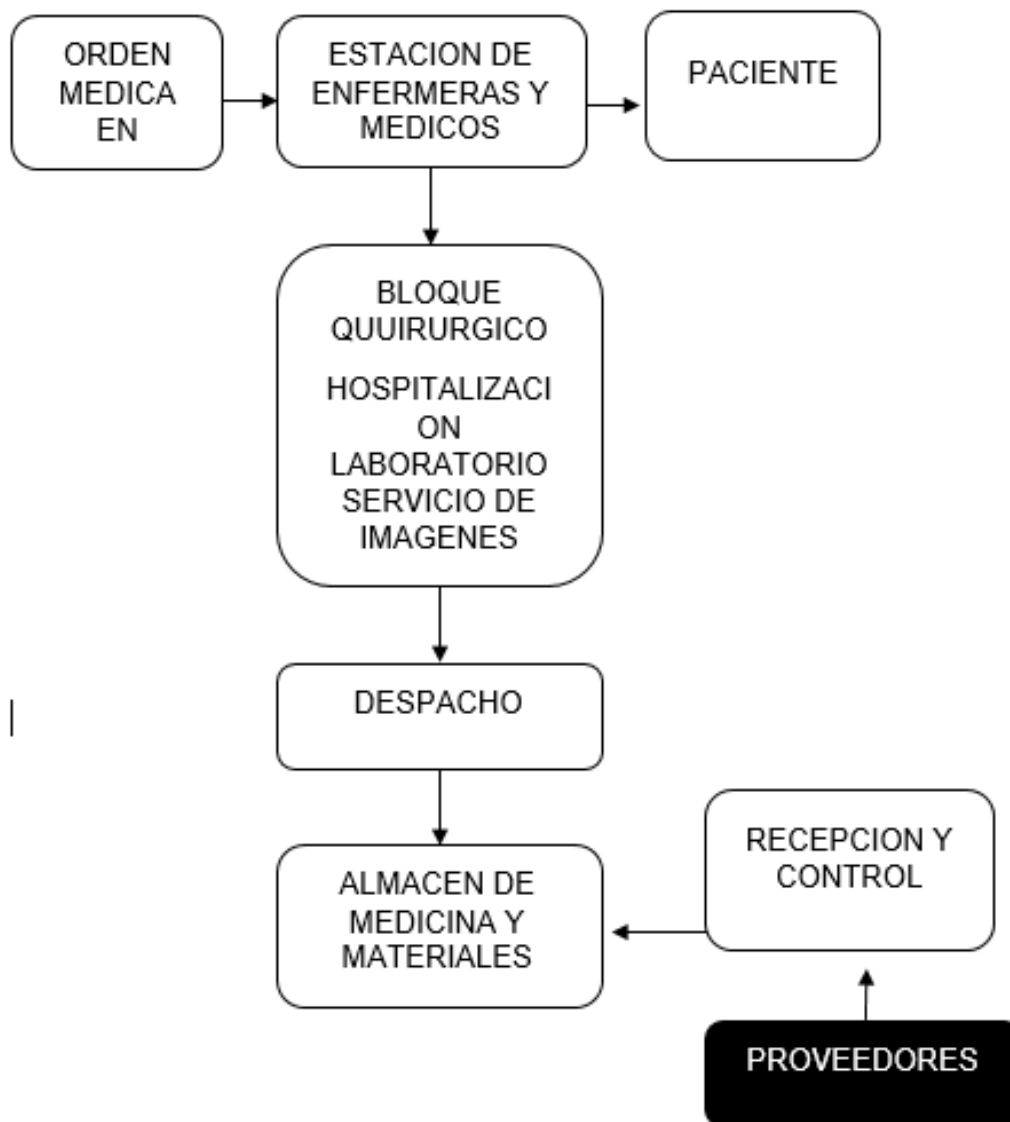 ORDEN
MEDICA
EN
ESTACION DE
ENFERMERAS Y
MEDICOS
PACIENTE
BLOQUE
QUUIRURGICO
HOSPITALIZACI
ON
LABORATORIO
SERVICIO DE
IMAGENES
DESPACHO
ALMACEN DE
MEDICINA Y
MATERIALES
RECEPCION Y
CONTROL
PROVEEDORES